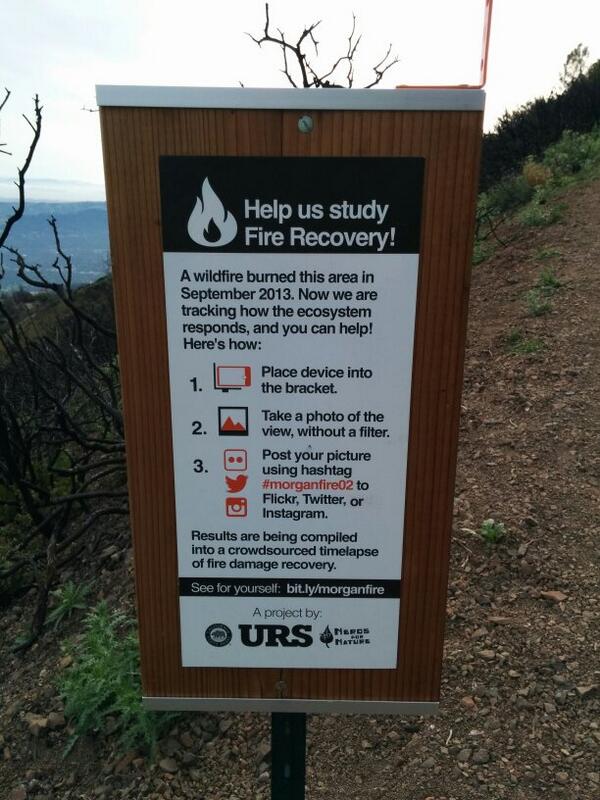 Help us study
Fire Recovery!
A wildfire burned this area in
September 2013. Now we are
tracking how the ecosystem
responds, and you can help!
Here's how:
1. Place device into
the bracket.
2. Take a photo of the
view, without a filter.
3. Post your picture
using hashtag
#morganfire02 to
Flickr, Twitter, or
Instagram.
Results are being compiled
into a crowdsourced timelapse
of fire damage recovery.
See for yourself: bit.ly/morganfire
A project by:
URS
NERDS
FOR
NATURE